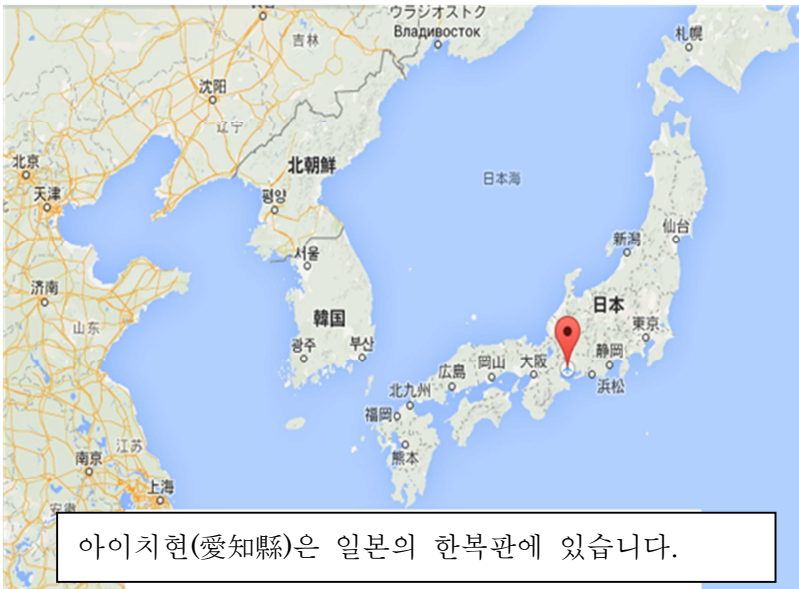 ウラジオストク
Владивосток
吉林
札幌
沈阳
辽宁
北京
天津
北朝鮮
평양
日本海
仙台
新潟
서울
济南
山东
韓国
日本
東京
광주
부산
広島
岡山
大阪
静岡
浜松
北九州
福岡
熊本
江苏
南京
上海
安徽
아이치현(愛知縣)은 일본의 한복판에 있습니다.